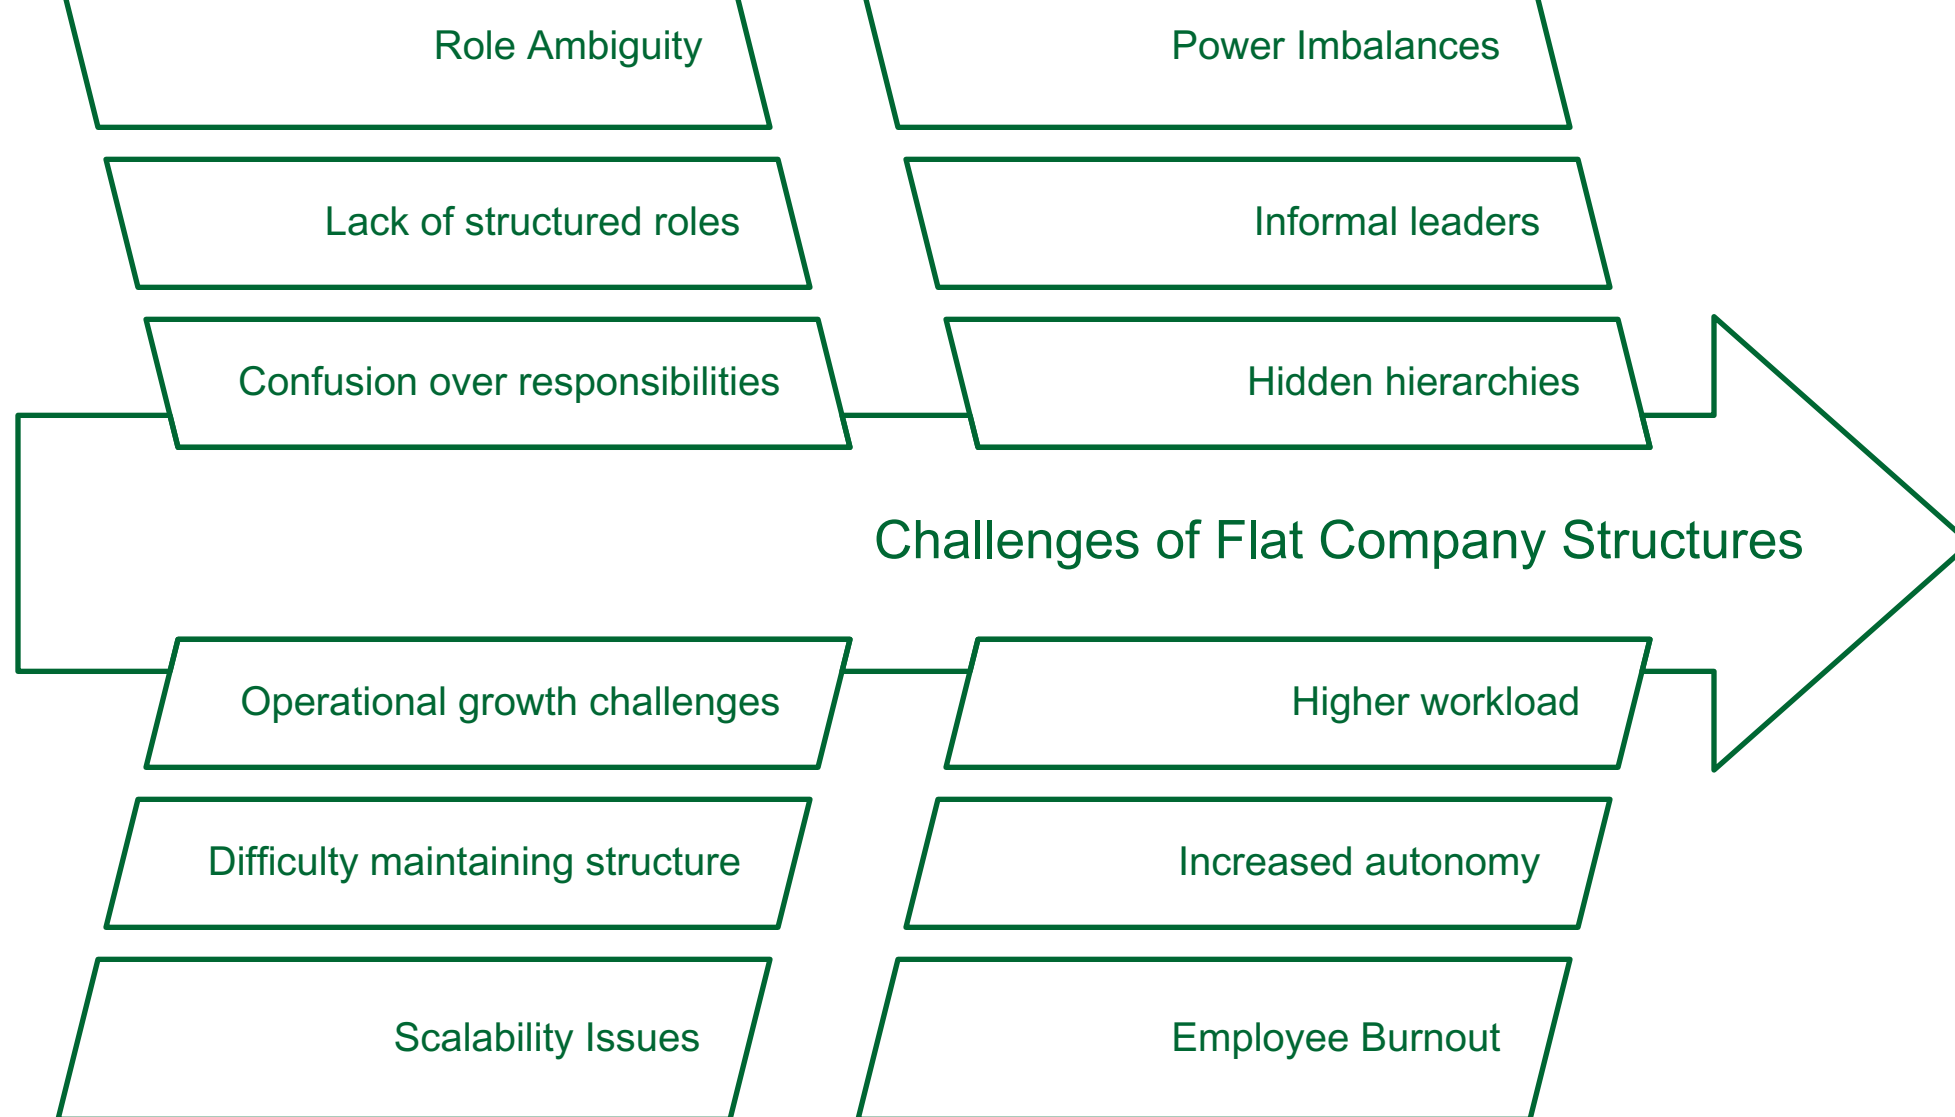 Role Ambiguity
Power Imbalances
Lack of structured roles
Informal leaders
Confusion over responsibilities
Hidden hierarchies
Challenges of Flat Company Structures
Operational growth challenges
Higher workload
Difficulty maintaining structure
Increased autonomy
Scalability Issues
Employee Burnout